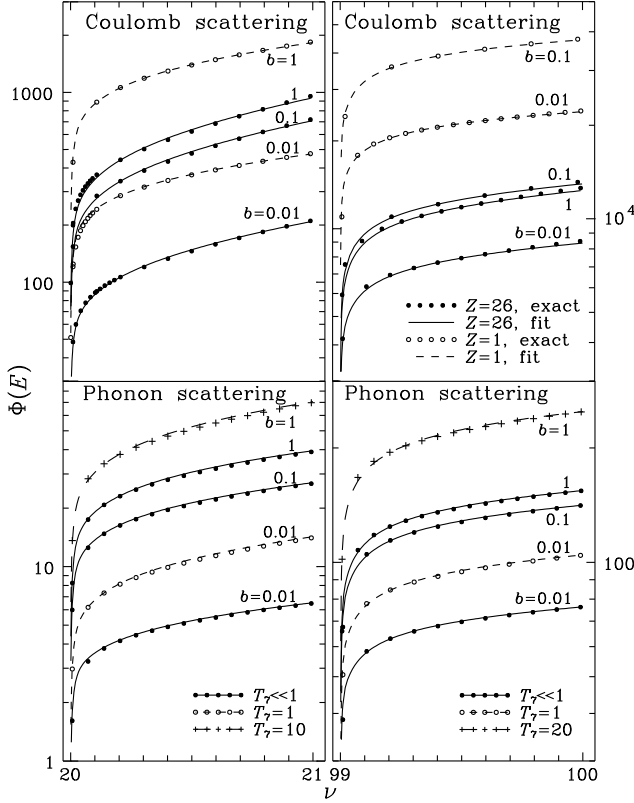 Coulomb scattering
b=1
1000
1
0.1
0.01
b=0.01
100
Coulomb scattering
b=0.1
0.01
0.1
1
10⁴
b=0.01
Z=26, exact
Z=26, fit
Z=1, exact
Z=1, fit
Φ(E)
Phonon scattering
b=1
1
0.1
0.01
10
b=0.01
T₇<<1
T₇=1
T₇=10
1
Phonon scattering
b=1
1
0.1
0.01
100
b=0.01
T₇<<1
T₇=1
T₇=20
20 21 99 100
ν